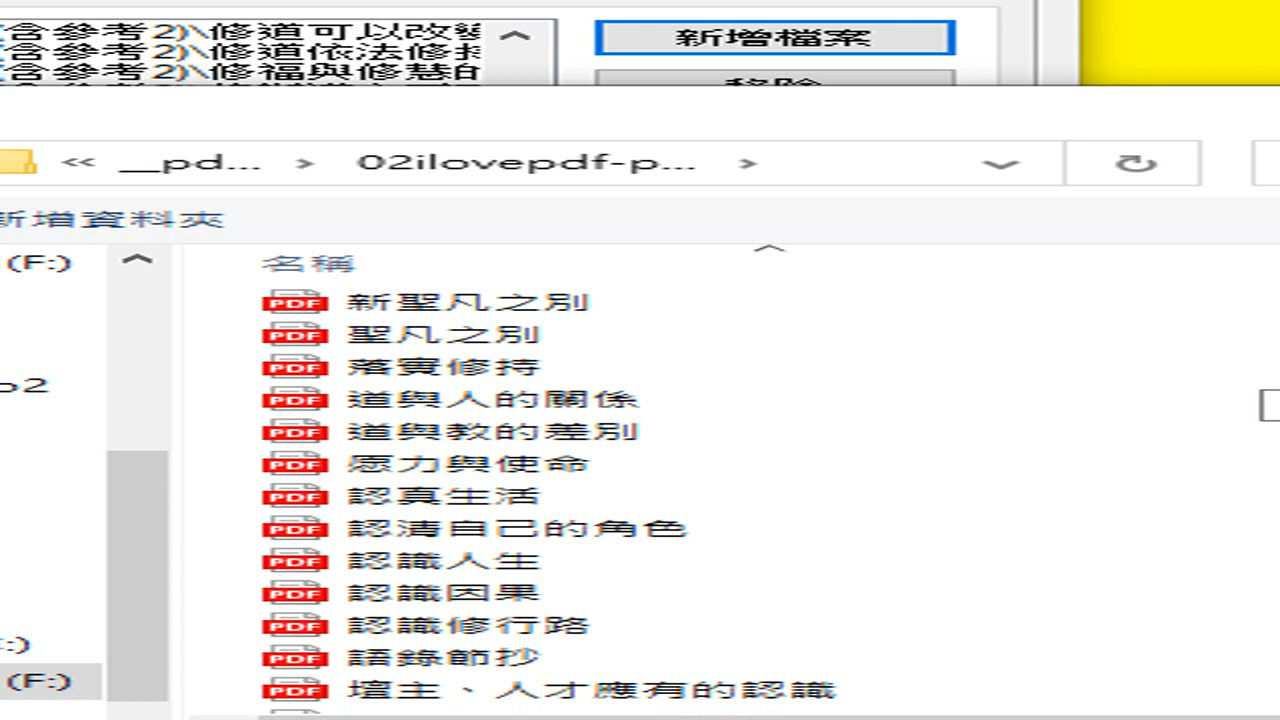 含參考2)\修道可以改
新增檔案
含參考2)\修道依法修
含參考2)\修福與修慧的
移除
« __pd... › 02ilovepdf-p... ›
新增資料夾
(F:)
名稱
PDF 新聖凡之別
PDF 聖凡之別
PDF 落實修持
PDF 道與人的關係
PDF 道與教的差別
PDF 愿力與使命
PDF 認真生活
PDF 認清自己的角色
PDF 認識人生
PDF 認識因果
PDF 認識修行路
PDF 語錄節抄
PDF 壇主、人才應有的認識
(F:)